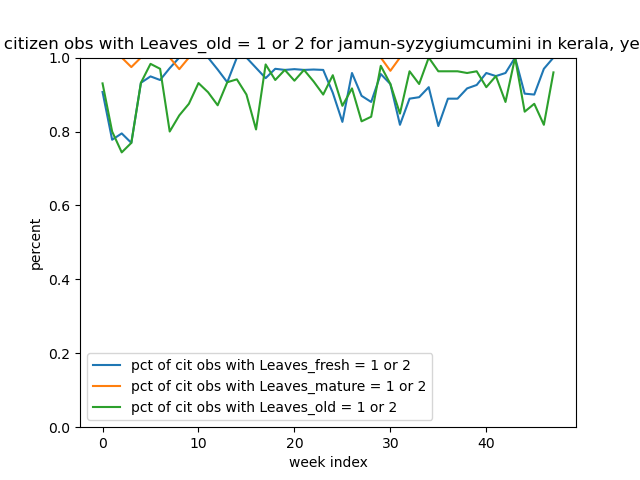 citizen obs with Leaves_old = 1 or 2 for jamun-syzygiumcumini in kerala, ye
1.0
0.8
0.6
0.4
0.2
0.0
percent
pct of cit obs with Leaves_fresh = 1 or 2
pct of cit obs with Leaves_mature = 1 or 2
pct of cit obs with Leaves_old = 1 or 2
0 10 20 30 40
week index